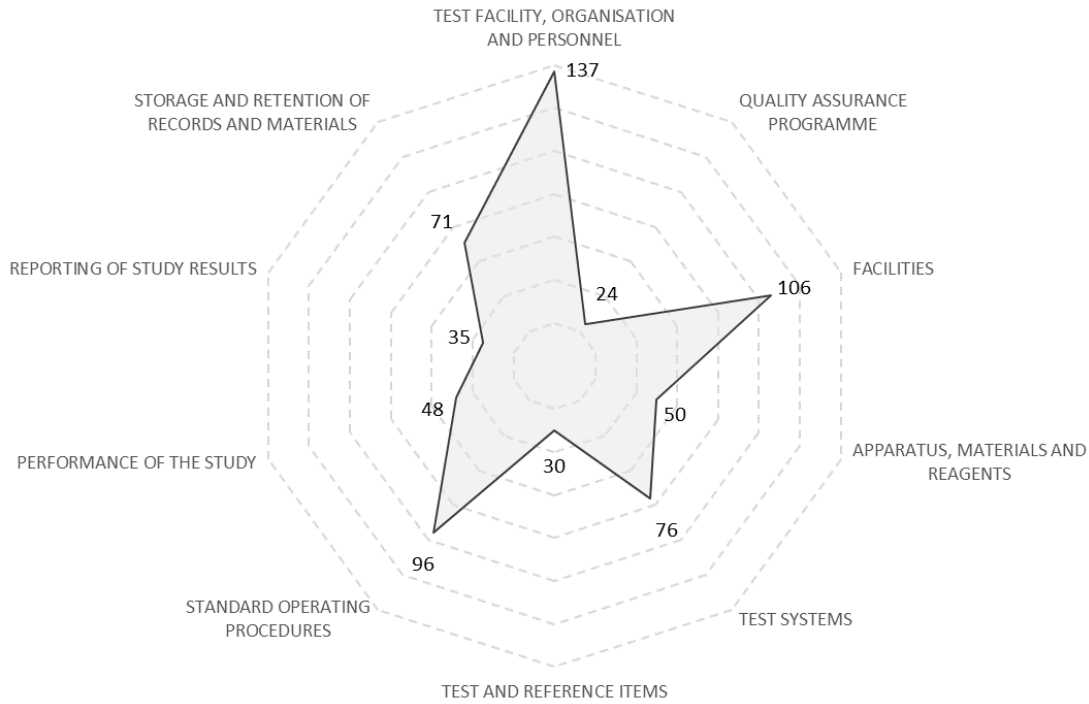 TEST FACILITY, ORGANISATION
AND PERSONNEL
137
QUALITY ASSURANCE
PROGRAMME
24
FACILITIES
106
APPARATUS, MATERIALS AND
REAGENTS
50
TEST SYSTEMS
76
TEST AND REFERENCE ITEMS
30
STANDARD OPERATING
PROCEDURES
96
PERFORMANCE OF THE STUDY
48
REPORTING OF STUDY RESULTS
35
STORAGE AND RETENTION OF
RECORDS AND MATERIALS
71